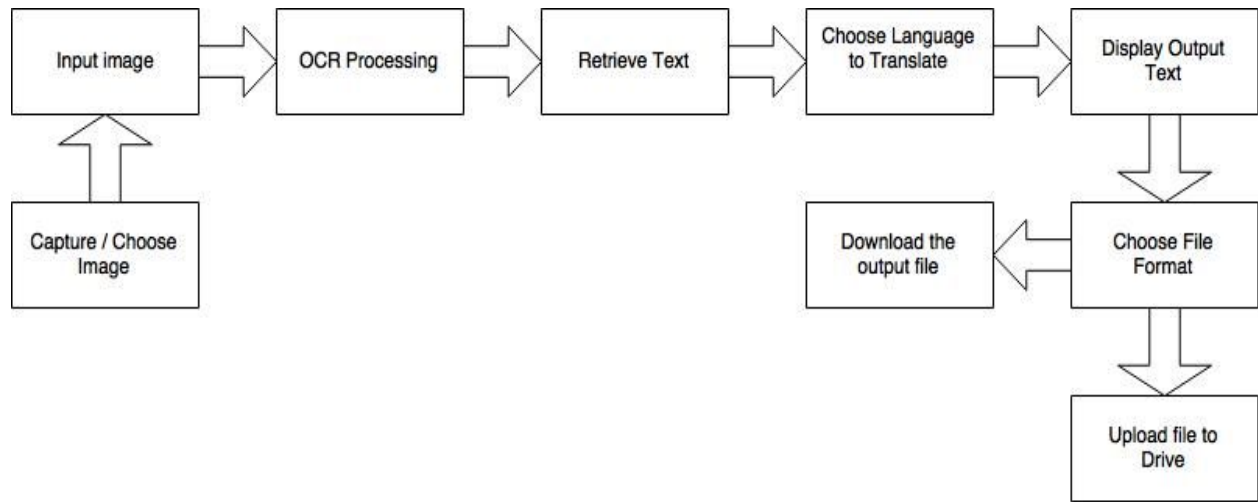 Input image
OCR Processing
Retrieve Text
Choose Language
to Translate
Display Output
Text
Capture / Choose
Image
Download the
output file
Choose File
Format
Upload file to
Drive